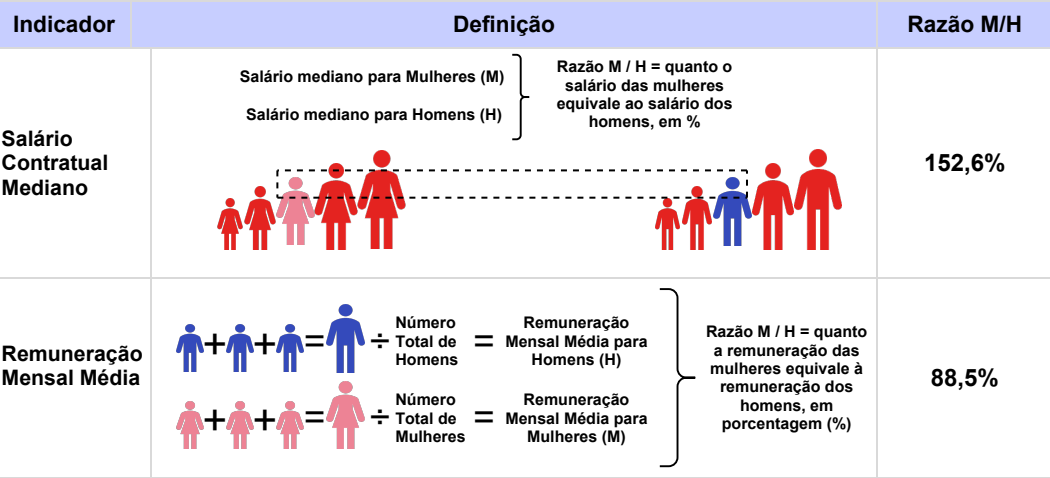 Indicador
Definição
Razão M/H
Salário
Contratual
Mediano
Salário mediano para Mulheres (M)
Salário mediano para Homens (H)
Razão M / H = quanto o
salário das mulheres
equivale ao salário dos
homens, em %
152,6%
Remuneração
Mensal Média
+ + = ÷
Número
Total de
Homens
=
Remuneração
Mensal Média para
Homens (H)
+ + = ÷
Número
Total de
Mulheres
=
Remuneração
Mensal Média para
Mulheres (M)
Razão M / H = quanto
a remuneração das
mulheres equivale à
remuneração dos
homens, em
porcentagem (%)
88,5%